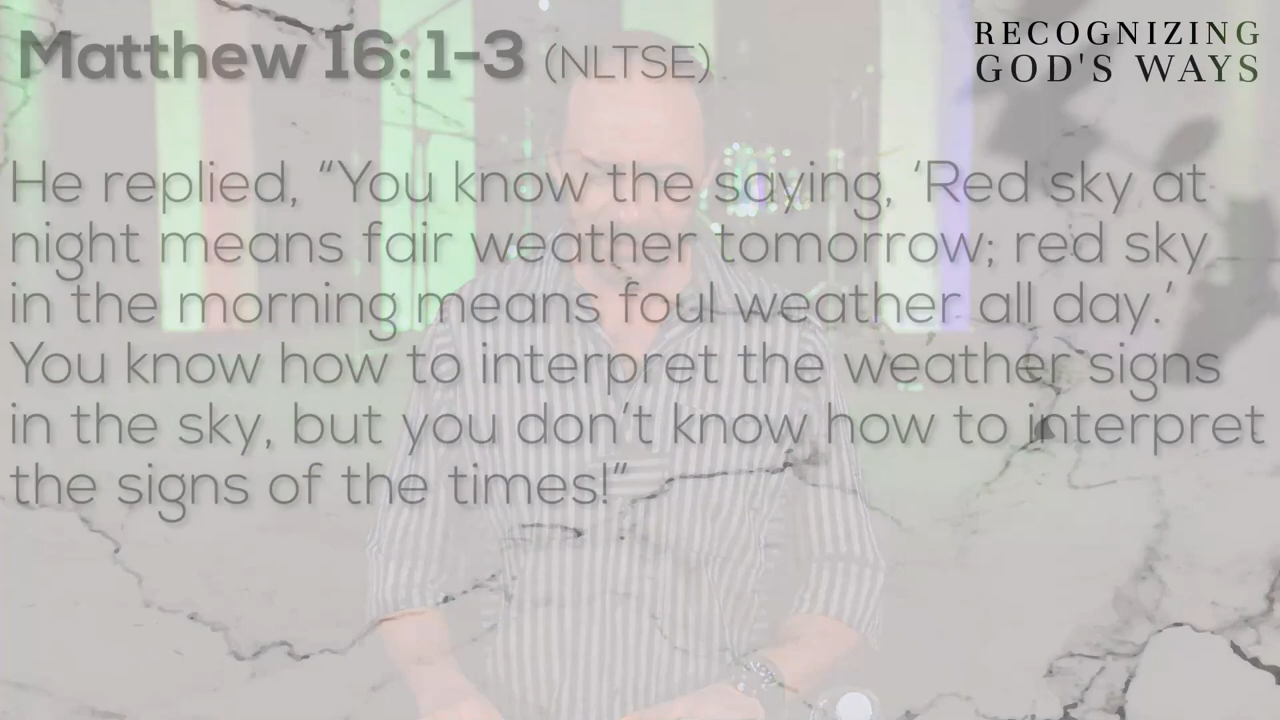 Matthew 16:1-3 (NLTSE)
RECOGNIZING
GOD'S WAYS
He replied, “You know the saying, ‘Red sky at
night means fair weather tomorrow; red sky
in the morning means foul weather all day.’
You know how to interpret the weather signs
in the sky, but you don’t know how to interpret
the signs of the times!”